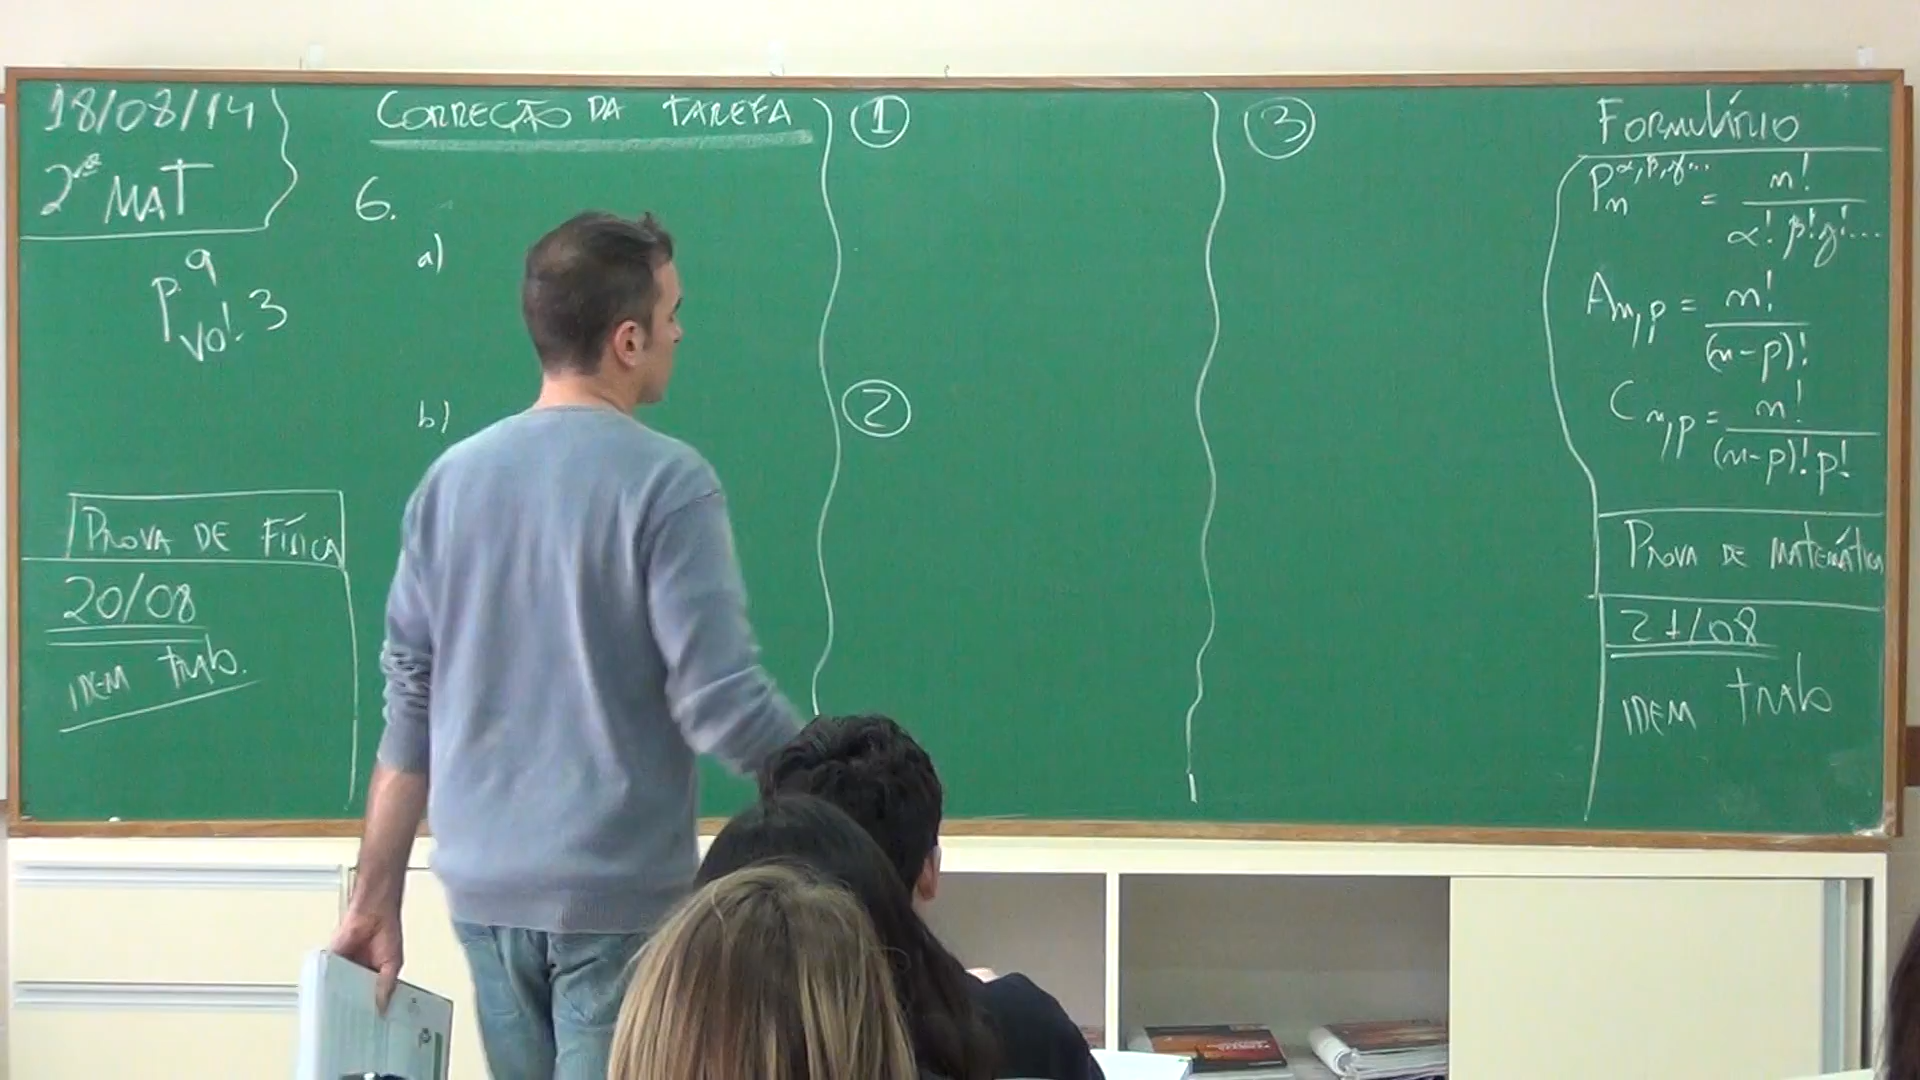 18/08/14
2ª MAT
p. 9
vol. 3
PROVA DE FÍSICA
20/08
IDEM TRAB.
CORREÇÃO DA TAREFA
6.
a)
b)
1
2
3
FORMULÁRIO
Pₙ^α,β,γ... = n! / α! β! γ!...
Aₙ,ₚ = n! / (n-p)!
Cₙ,ₚ = n! / (n-p)! p!
PROVA DE MATEMÁTICA
21/08
IDEM TRAB